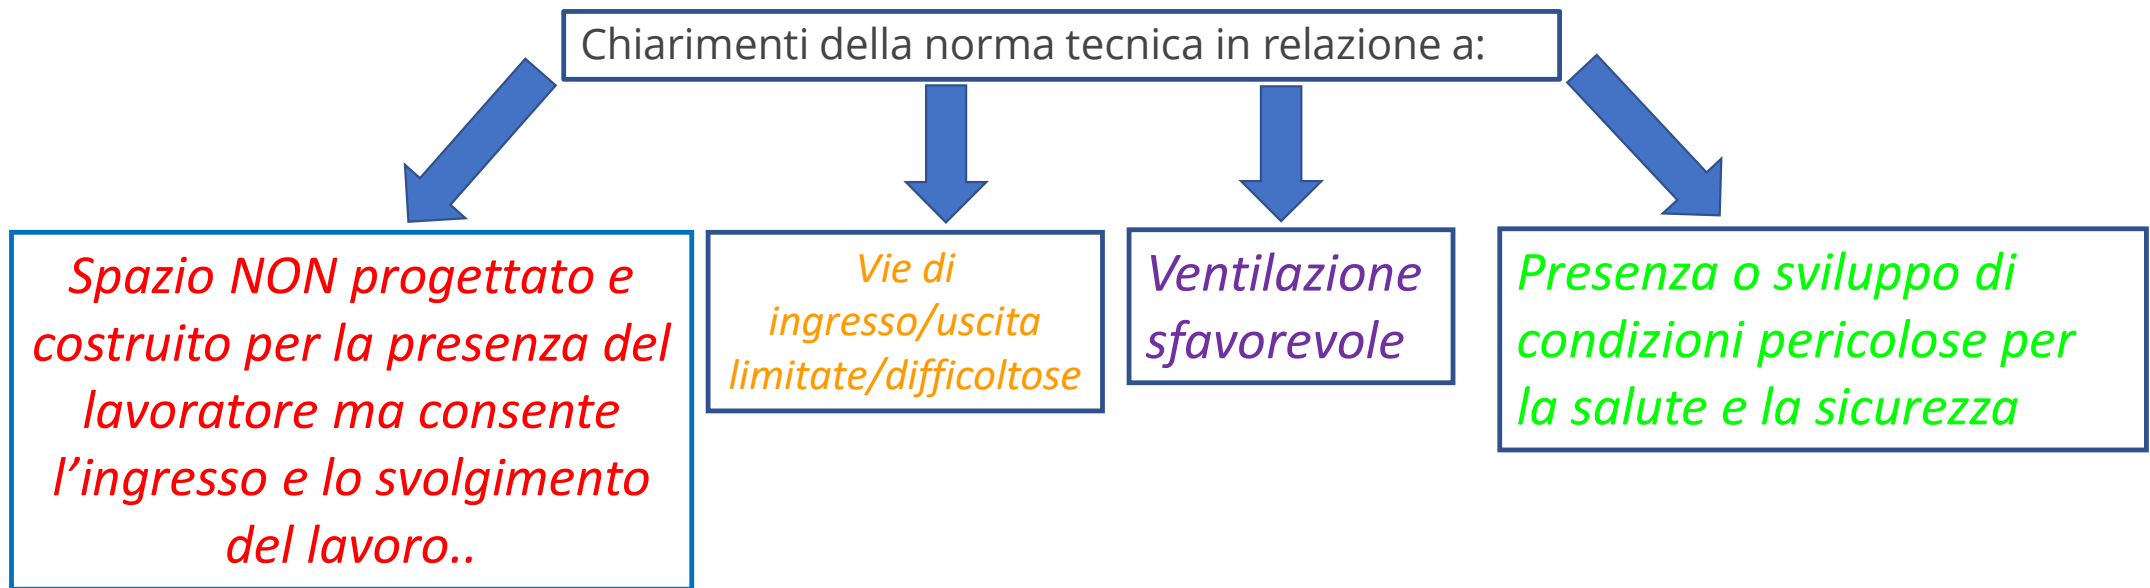 Chiarimenti della norma tecnica in relazione a:
Spazio NON progettato e
costruito per la presenza del
lavoratore ma consente
l’ingresso e lo svolgimento
del lavoro..
Vie di
ingresso/uscita
limitate/difficoltose
Ventilazione
sfavorevole
Presenza o sviluppo di
condizioni pericolose per
la salute e la sicurezza